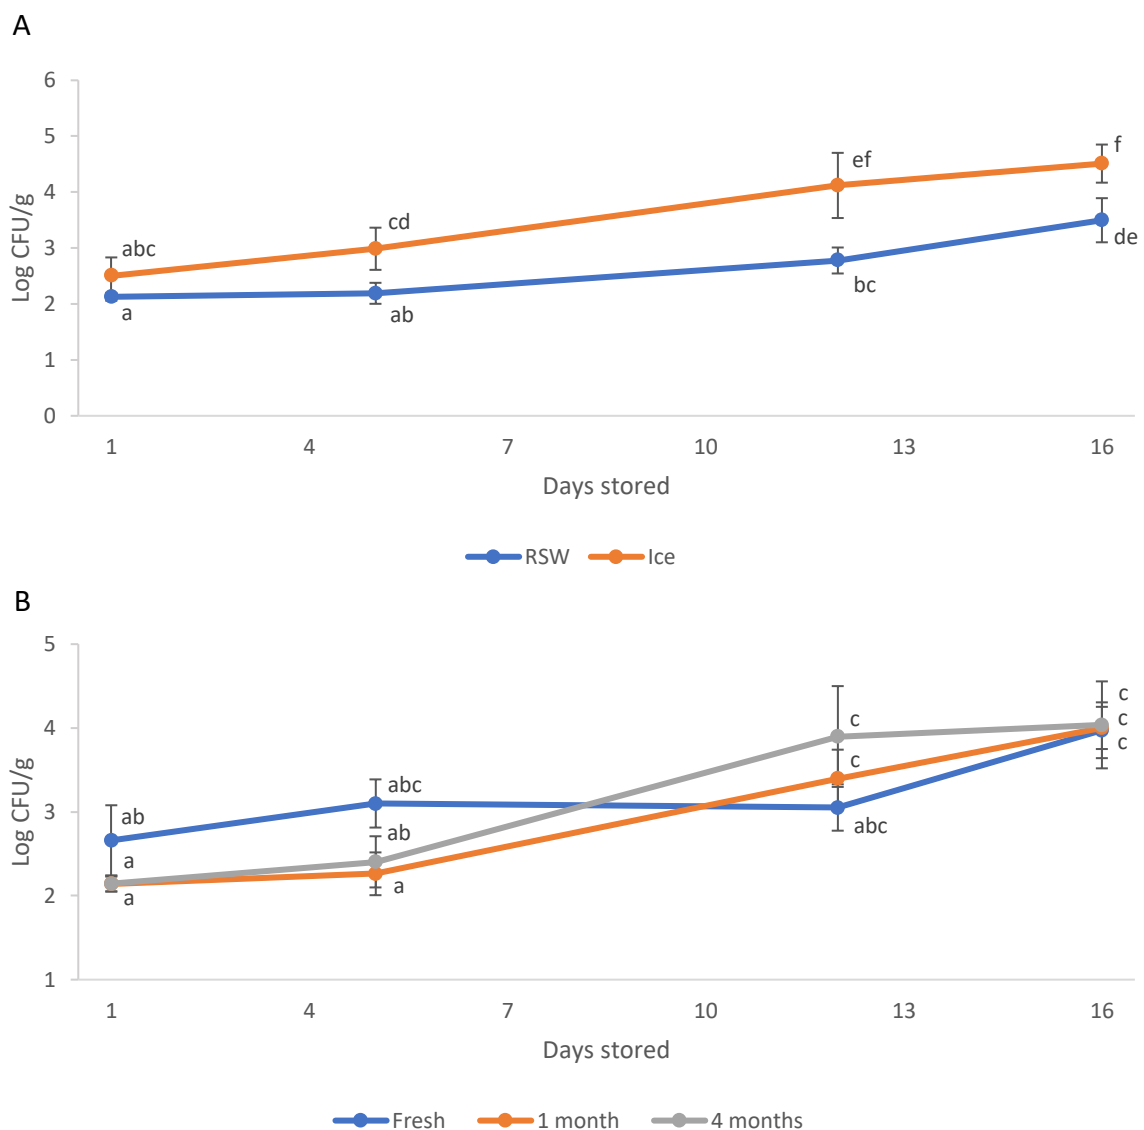 A
6
5
4
3
2
1
0
Log CFU/g
abc
a
cd
ab
ef
bc
f
de
1 4 7 10 13 16
Days stored
RSW Ice
B
5
4
3
2
1
Log CFU/g
ab
a
a
abc
ab
a
c
c
abc
c
c
c
1 4 7 10 13 16
Days stored
Fresh 1 month 4 months